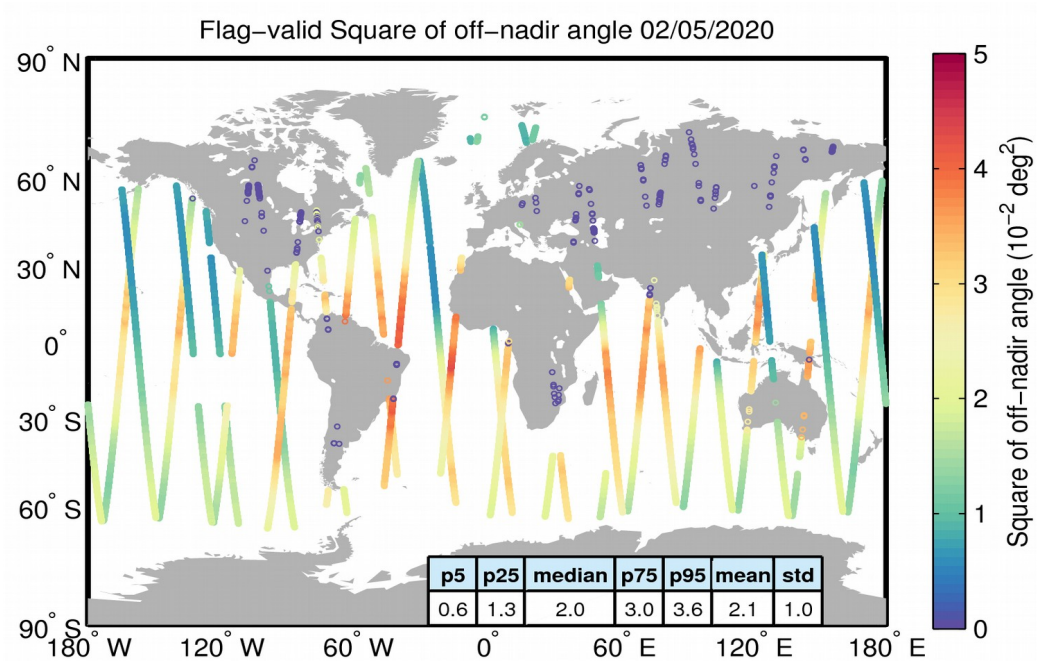 Flag-valid Square of off-nadir angle 02/05/2020
90° N
60° N
30° N
0°
30° S
60° S
90° S
180° W
120° W
60° W
0°
60° E
120° E
180° E
5
4
3
2
1
0
Square of off-nadir angle (10⁻² deg²)
p5 p25 median p75 p95 mean std
0.6 1.3 2.0 3.0 3.6 2.1 1.0